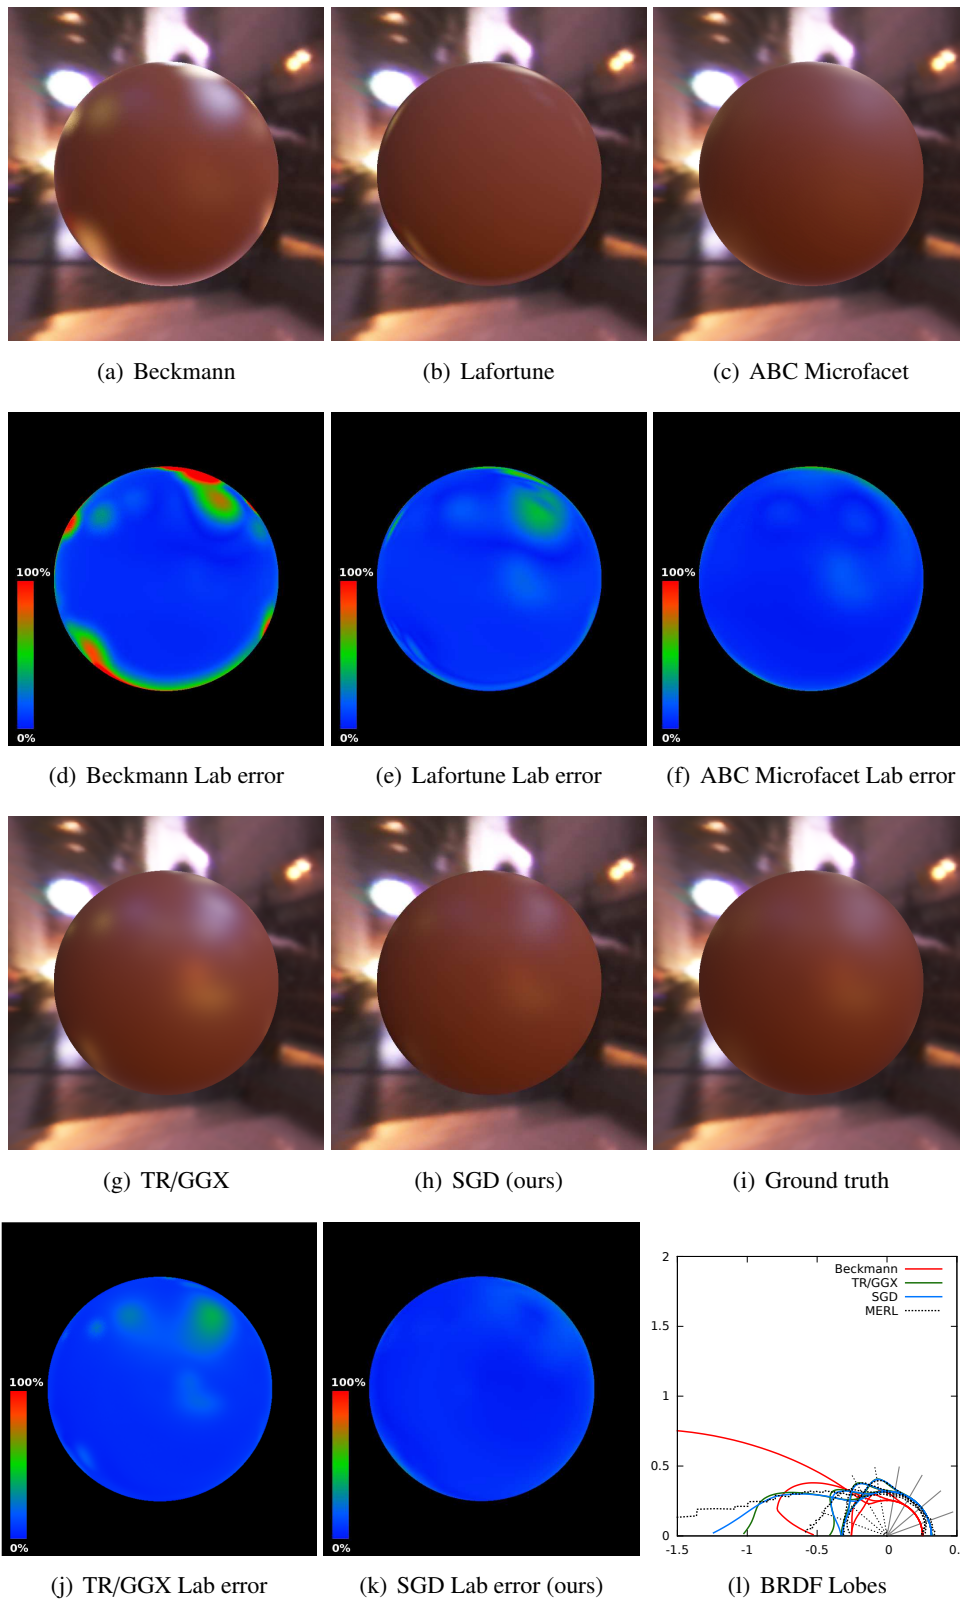 (a) Beckmann
(b) Lafortune
(c) ABC Microfacet
100%
0%
100%
0%
100%
0%
(d) Beckmann Lab error
(e) Lafortune Lab error
(f) ABC Microfacet Lab error
(g) TR/GGX
(h) SGD (ours)
(i) Ground truth
100%
0%
100%
0%
2
1.5
1
0.5
0
-1.5
-1
-0.5
0
Beckmann
TR/GGX
SGD
MERL
(j) TR/GGX Lab error
(k) SGD Lab error (ours)
(l) BRDF Lobes